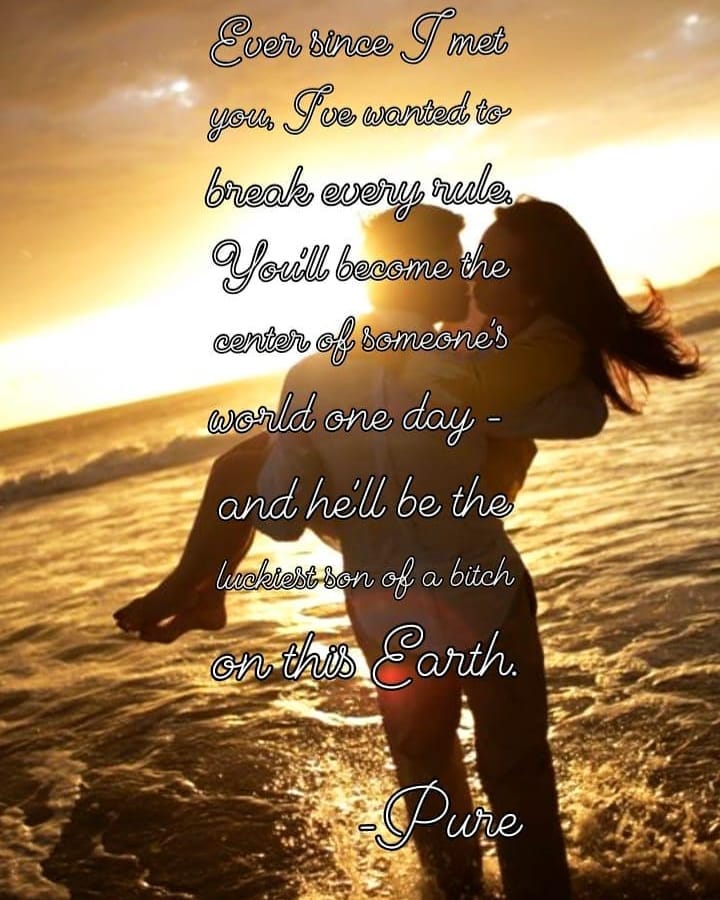 Ever since I met
you, I've wanted to
break every rule.
You'll become the
center of someone's
world one day -
and he'll be the
luckiest son of a bitch
on this Earth.
-Pure